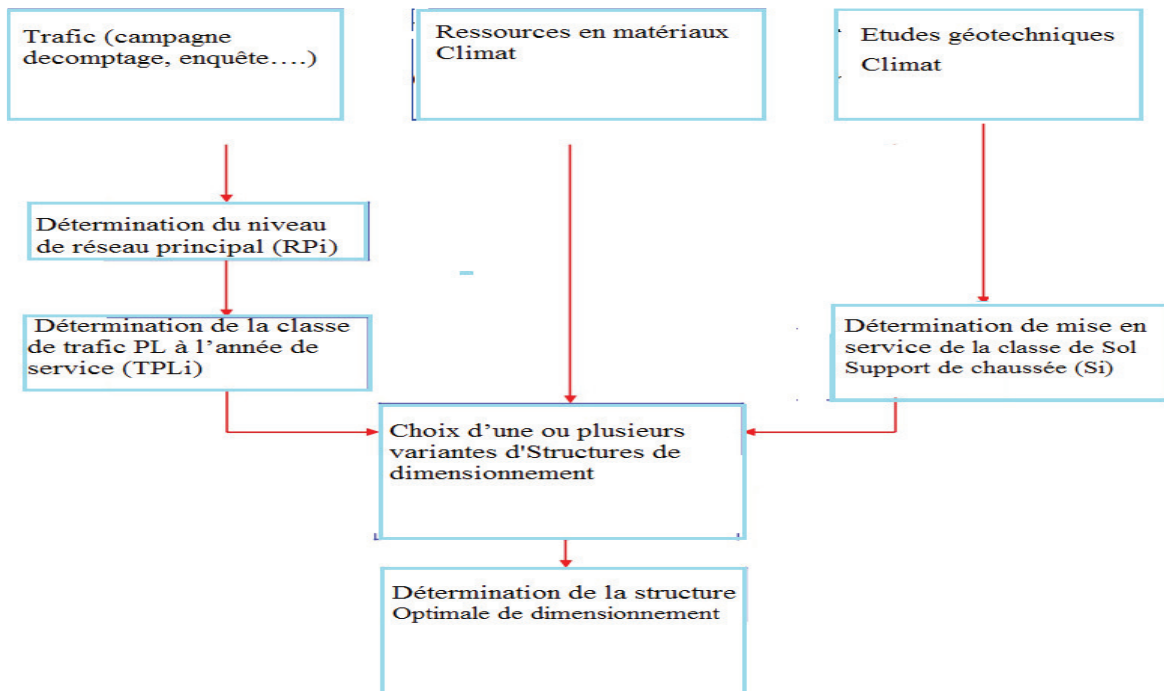 Trafic (campagne
decomptage, enquête….)
Ressources en matériaux
Climat
Etudes géotechniques
Climat
Détermination du niveau
de réseau principal (RPi)
Détermination de la classe
de trafic PL à l’année de
service (TPLi)
Détermination de mise en
service de la classe de Sol
Support de chaussée (Si)
Choix d’une ou plusieurs
variantes d'Structures de
dimensionnement
Détermination de la structure
Optimale de dimensionnement